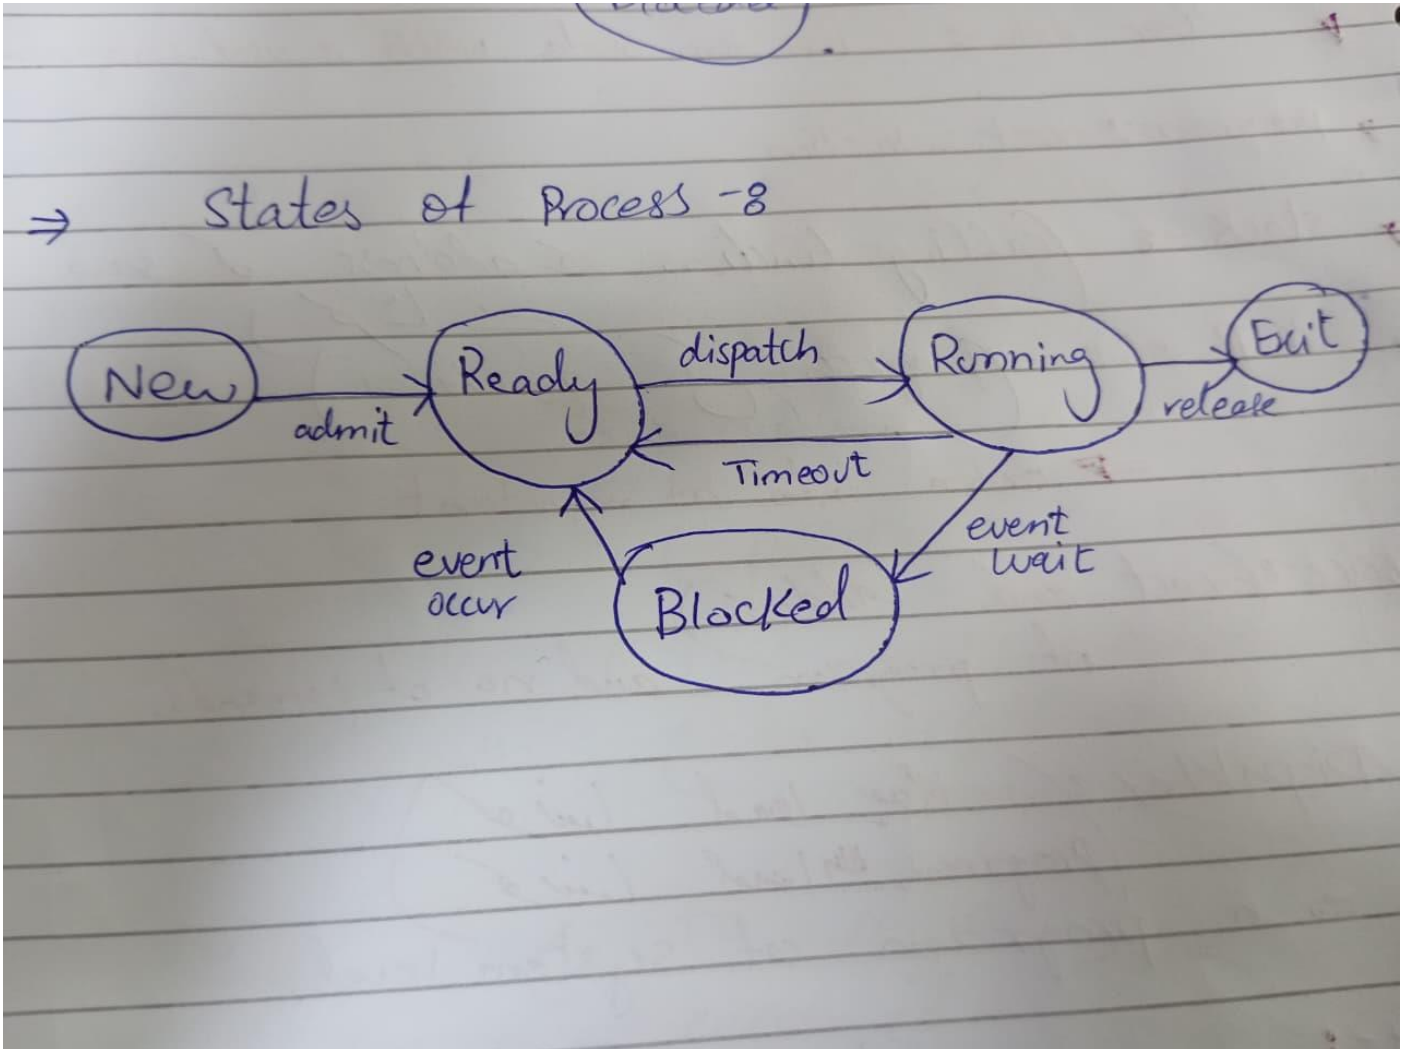 ⇒ States of Process -8
New
admit
Ready
dispatch
Timeout
Running
release
Exit
event
occur
Blocked
event
wait